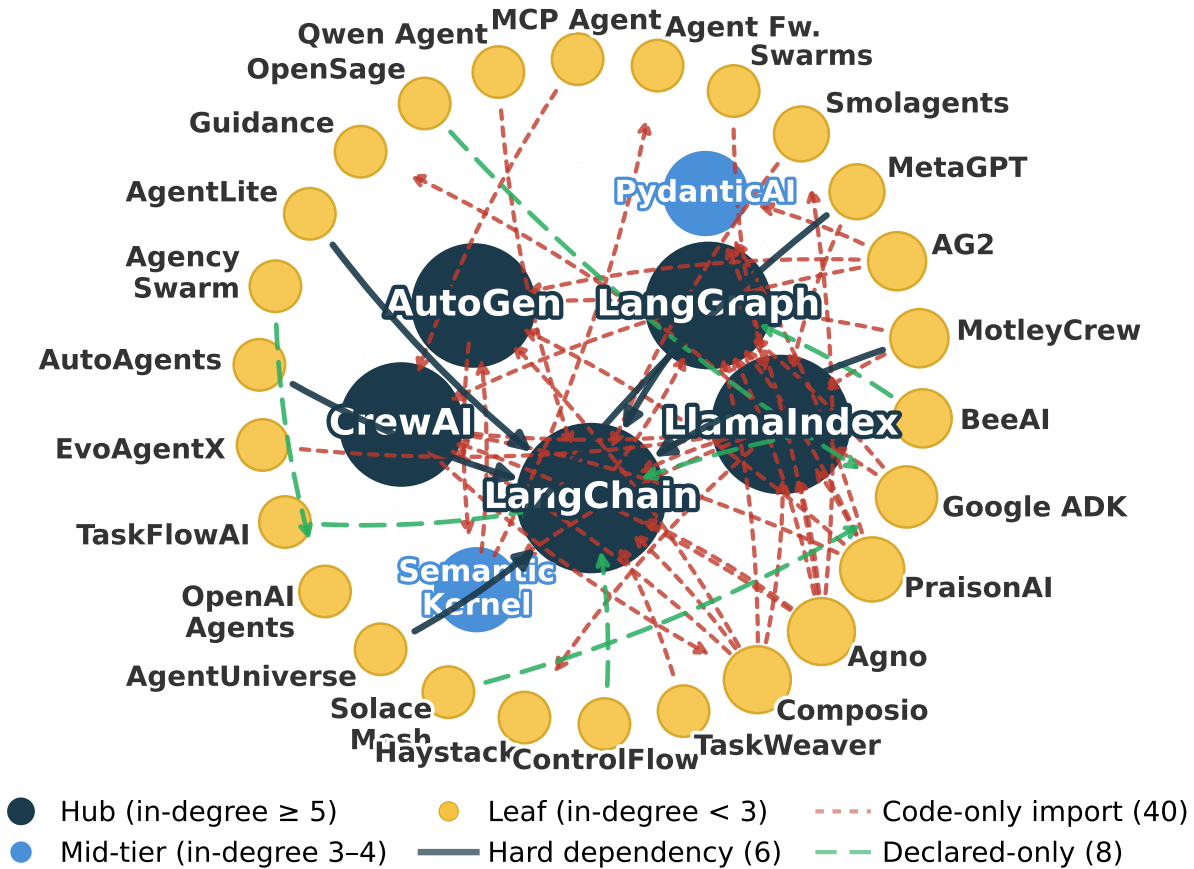 MCP Agent
Qwen Agent
Agent Fw.
Swarms
OpenSage
Smolagents
Guidance
MetaGPT
PydanticAI
AgentLite
AG2
Agency
Swarm
AutoGen
LangGraph
MotleyCrew
AutoAgents
CrewAI
LlamaIndex
BeeAI
EvoAgentX
LangChain
Google ADK
TaskFlowAI
Semantic
Kernel
PraisonAI
OpenAI
Agents
Agno
AgentUniverse
Solace
Mesh
Composio
Haystack
ControlFlow
TaskWeaver
Hub (in-degree ≥ 5)
Mid-tier (in-degree 3–4)
Leaf (in-degree < 3)
Hard dependency (6)
Code-only import (40)
Declared-only (8)